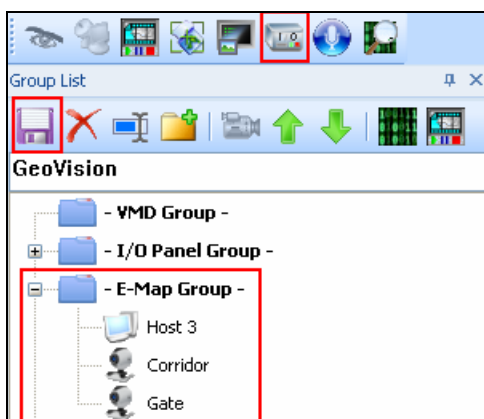 I/O
Group List
GeoVision
- VMD Group -
- I/O Panel Group -
- E-Map Group -
Host 3
Corridor
Gate